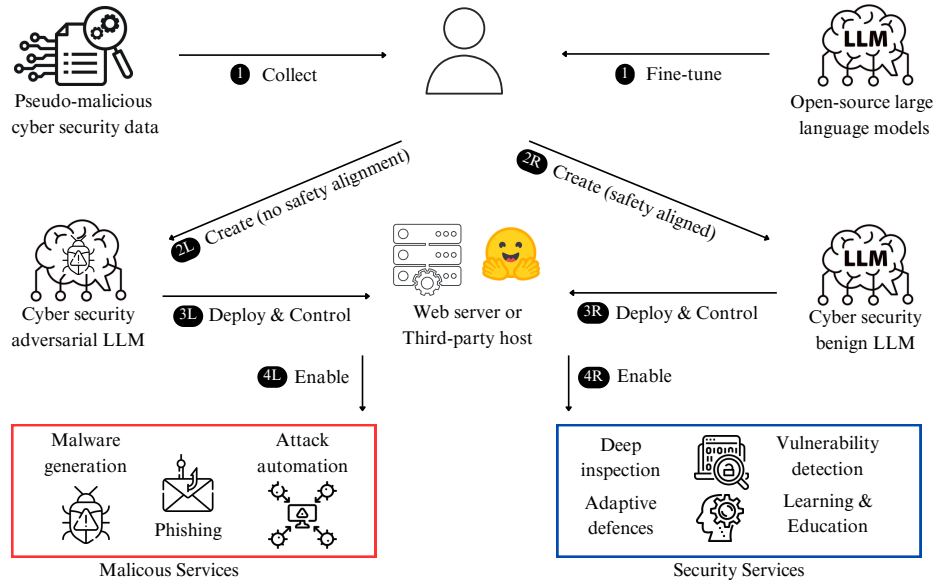 LLM
1 Collect
1 Fine-tune
Pseudo-malicious
cyber security data
Open-source large
language models
2L Create (no safety alignment)
2R Create (safety aligned)
LLM
Cyber security
adversarial LLM
3L Deploy & Control
Web server or
Third-party host
3R Deploy & Control
Cyber security
benign LLM
4L Enable
4R Enable
Malware
generation
Phishing
Attack
automation
Deep
inspection
Vulnerability
detection
Adaptive
defences
Learning &
Education
Malicous Services
Security Services